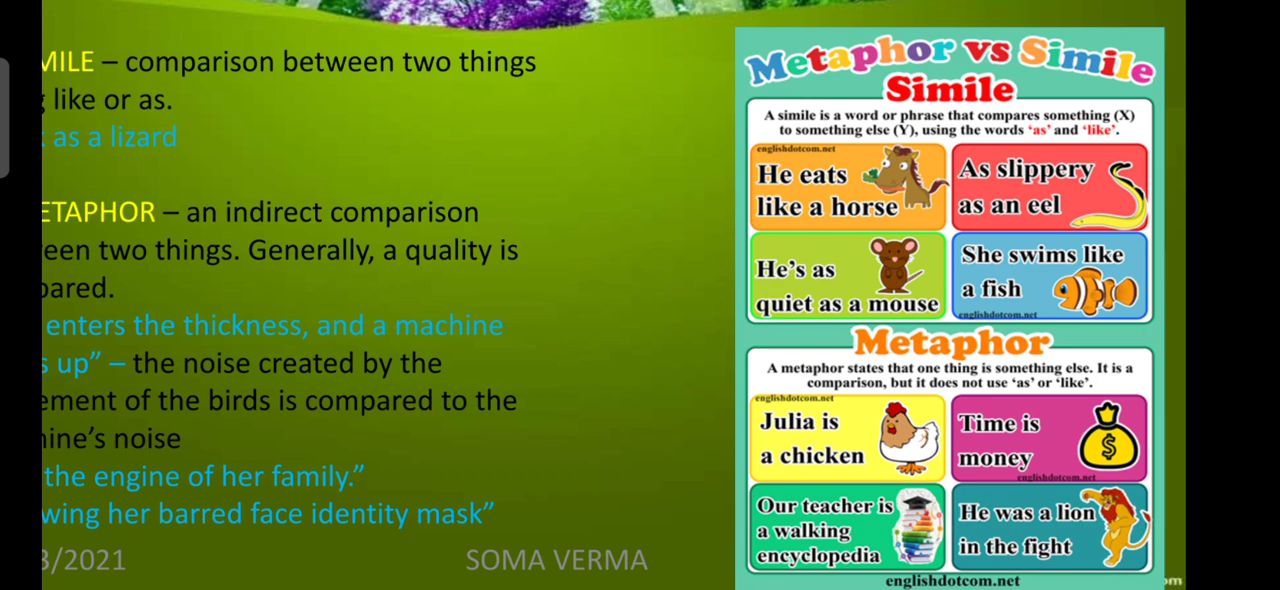 MILE – comparison between two things
like or as.
as a lizard
ETAPHOR – an indirect comparison
een two things. Generally, a quality is
pared.
enters the thickness, and a machine
s up” – the noise created by the
ement of the birds is compared to the
hine’s noise
the engine of her family.”
wing her barred face identity mask”
3/2021
SOMA VERMA
Metaphor vs Simile
Simile
A simile is a word or phrase that compares something (X)
to something else (Y), using the words ‘as’ and ‘like’.
englishdotcom.net
He eats
like a horse
As slippery
as an eel
He’s as
quiet as a mouse
She swims like
a fish
englishdotcom.net
Metaphor
A metaphor states that one thing is something else. It is a
comparison, but it does not use ‘as’ or ‘like’.
englishdotcom.net
Julia is
a chicken
Time is
money
englishdotcom.net
Our teacher is
a walking
encyclopedia
He was a lion
in the fight
englishdotcom.net
om